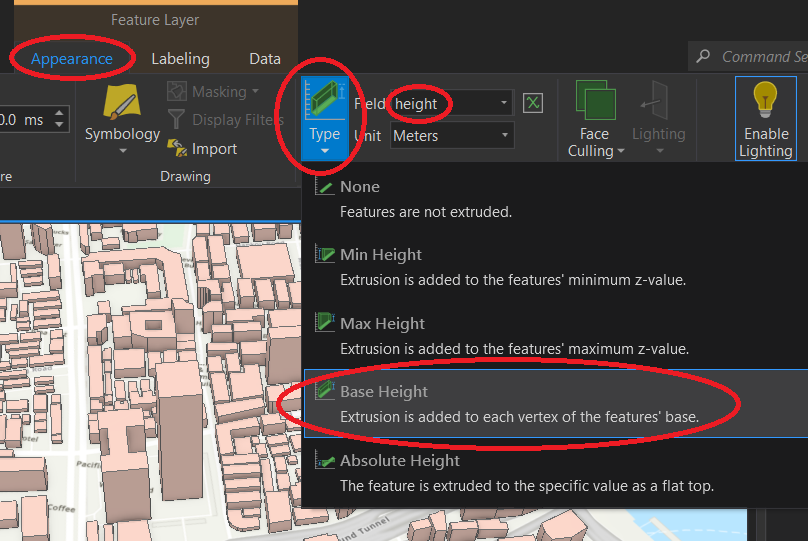 Feature Layer
Appearance
Labeling
Data
Command Se
0.0 ms
re
Symbology
Masking
Display Filters
Import
Drawing
Type
Field height
Unit Meters
Face
Culling
Lighting
Enable
Lighting
None
Features are not extruded.
Min Height
Extrusion is added to the features' minimum z-value.
Max Height
Extrusion is added to the features' maximum z-value.
Base Height
Extrusion is added to each vertex of the features' base.
Absolute Height
The feature is extruded to the specific value as a flat top.
otel
Pacif
Coffee
und Tunnel